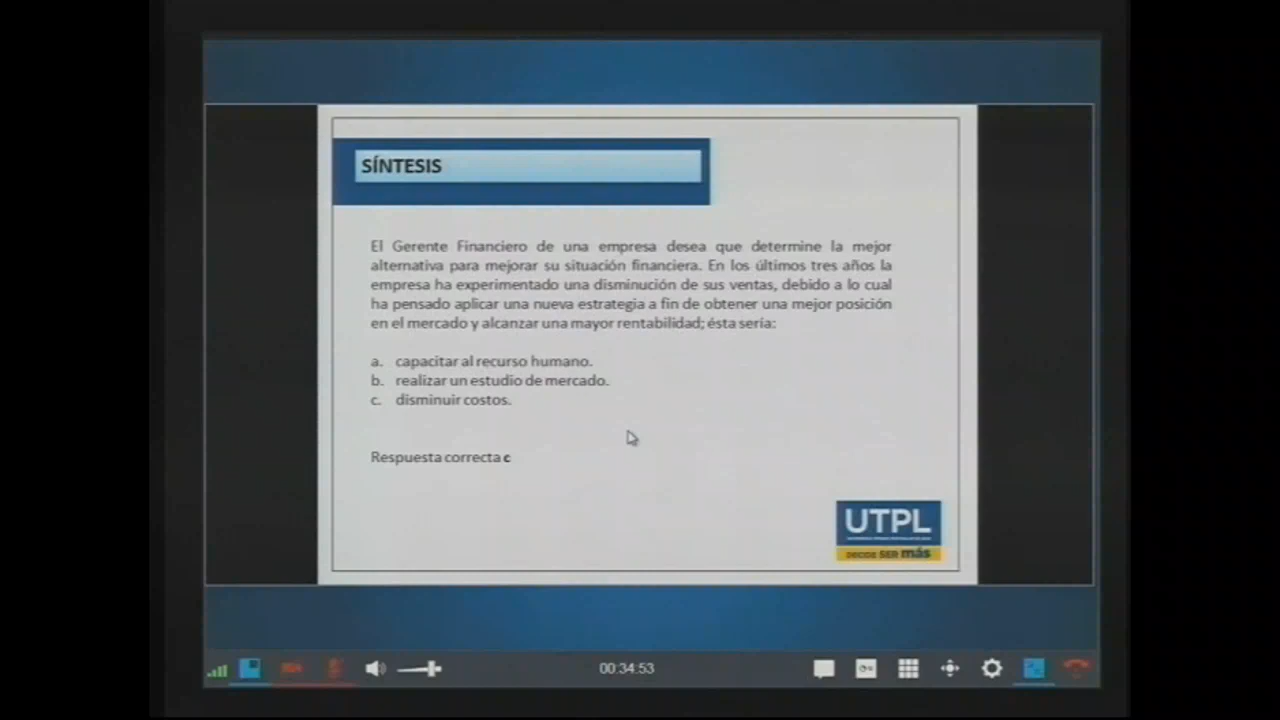 SÍNTESIS
El Gerente Financiero de una empresa desea que determine la mejor
alternativa para mejorar su situación financiera. En los últimos tres años la
empresa ha experimentado una disminución de sus ventas, debido a lo cual
ha pensado aplicar una nueva estrategia a fin de obtener una mejor posición
en el mercado y alcanzar una mayor rentabilidad; ésta sería:
a. capacitar al recurso humano.
b. realizar un estudio de mercado.
c. disminuir costos.
Respuesta correcta c
UTPL
DECIDE SER más
00:34:53